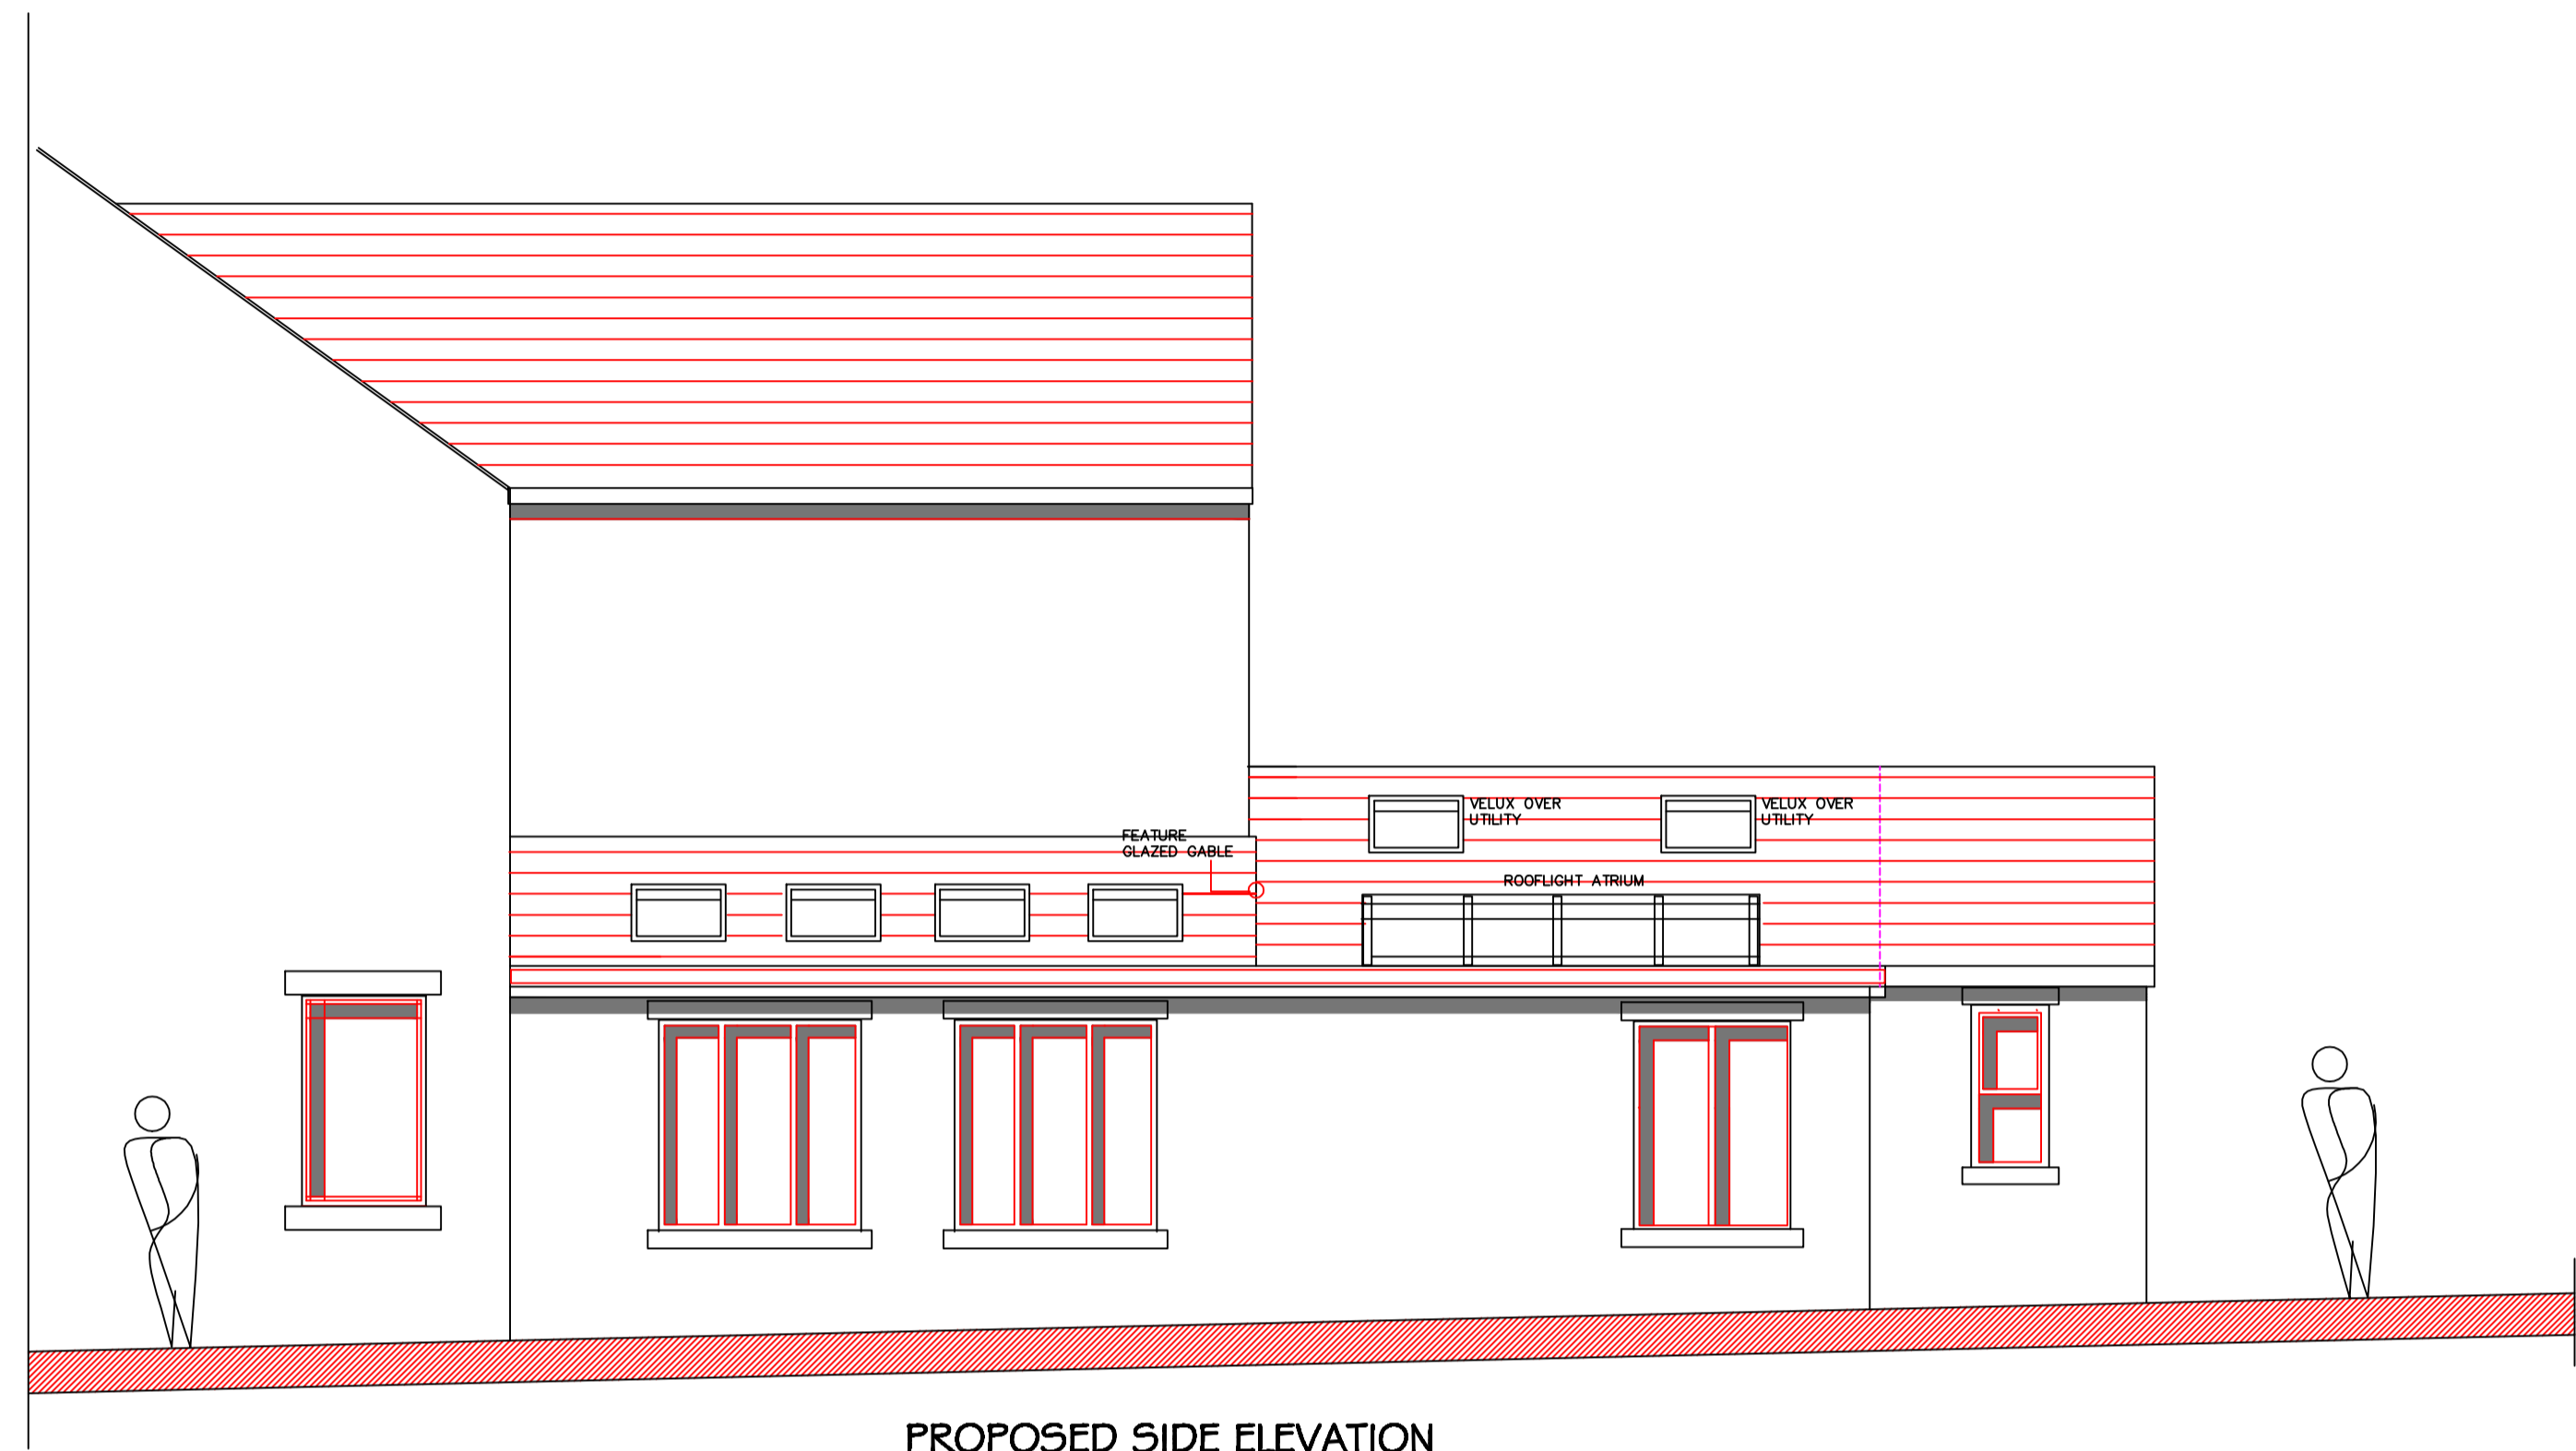 VELUX OVER
UTILITY
VELUX OVER
UTILITY
FEATURE
GLAZED GABLE
ROOFLIGHT ATRIUM
PROPOSED SIDE ELEVATION